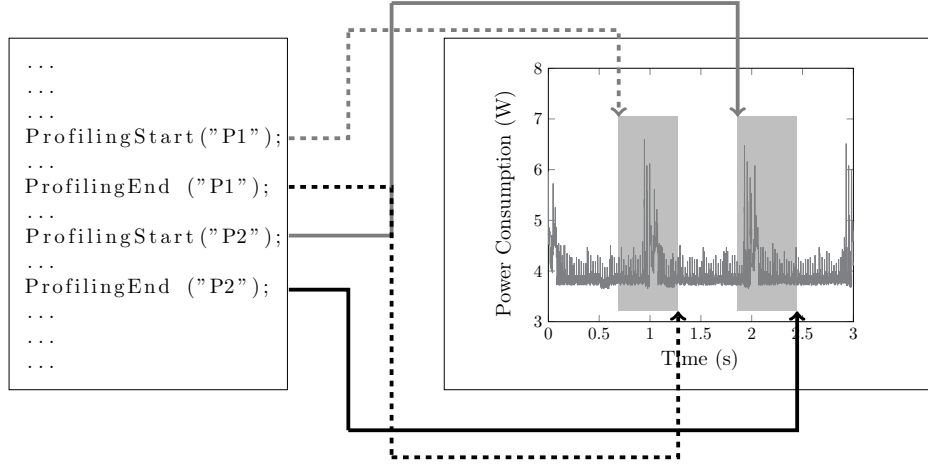 ...
...
...
ProfilingStart("P1");
...
ProfilingEnd ("P1");
...
ProfilingStart("P2");
...
ProfilingEnd ("P2");
...
...
...
Power Consumption (W)
8
7
6
5
4
3
0 0.5 1 1.5 2 2.5 3
Time (s)